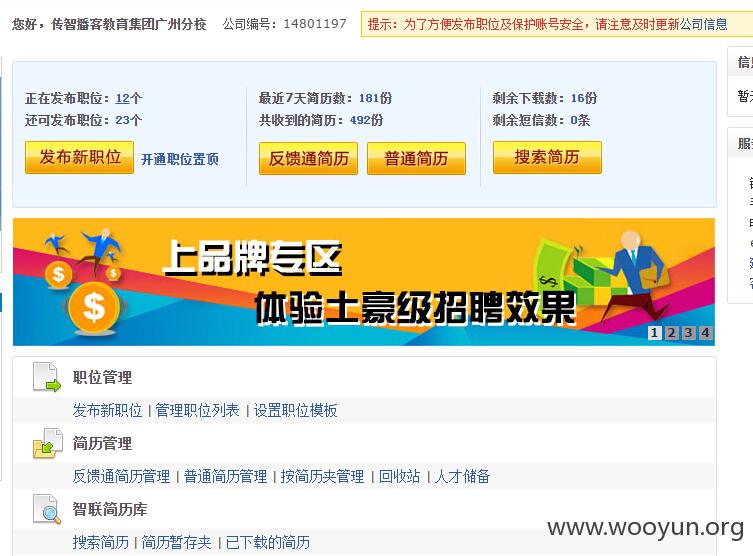 您好，传智播客教育集团广州分校 公司编号：14801197 提示：为了方便发布职位及保护账号安全，请注意及时更新公司信息
正在发布职位：12个 最近7天简历数：181份 剩余下载数：16份
还可发布职位：23个 共收到的简历：492份 剩余短信数：0条
发布新职位 开通职位置顶 反馈通简历 普通简历 搜索简历
上品牌专区
体验土豪级招聘效果
1 2 3 4
职位管理
发布新职位 | 管理职位列表 | 设置职位模板
简历管理
反馈通简历管理 | 普通简历管理 | 按简历夹管理 | 回收站 | 人才储备
智联简历库
搜索简历 | 简历暂存夹 | 已下载的简历
www.wooyun.org